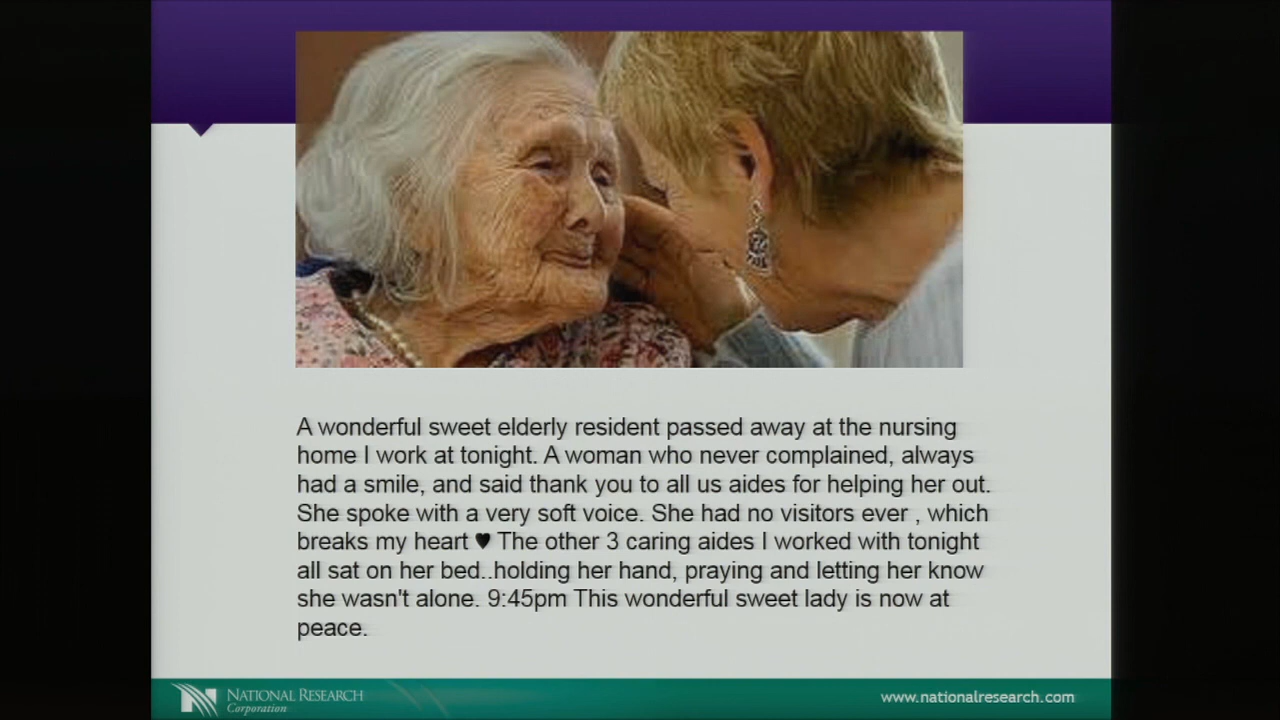 A wonderful sweet elderly resident passed away at the nursing
home I work at tonight. A woman who never complained, always
had a smile, and said thank you to all us aides for helping her out.
She spoke with a very soft voice. She had no visitors ever , which
breaks my heart ♥ The other 3 caring aides I worked with tonight
all sat on her bed..holding her hand, praying and letting her know
she wasn't alone. 9:45pm This wonderful sweet lady is now at
peace.
NATIONAL RESEARCH
Corporation
www.nationalresearch.com